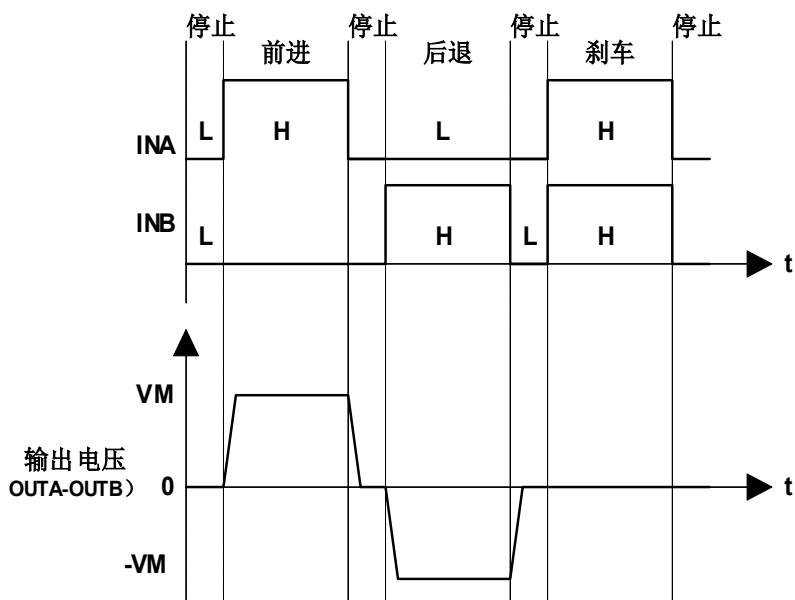 停止 停止 停止 停止
前进 后退 刹车
INA L H L H
INB L H L H
t
VM
输出电压
OUTA-OUTB） 0 t
-VM